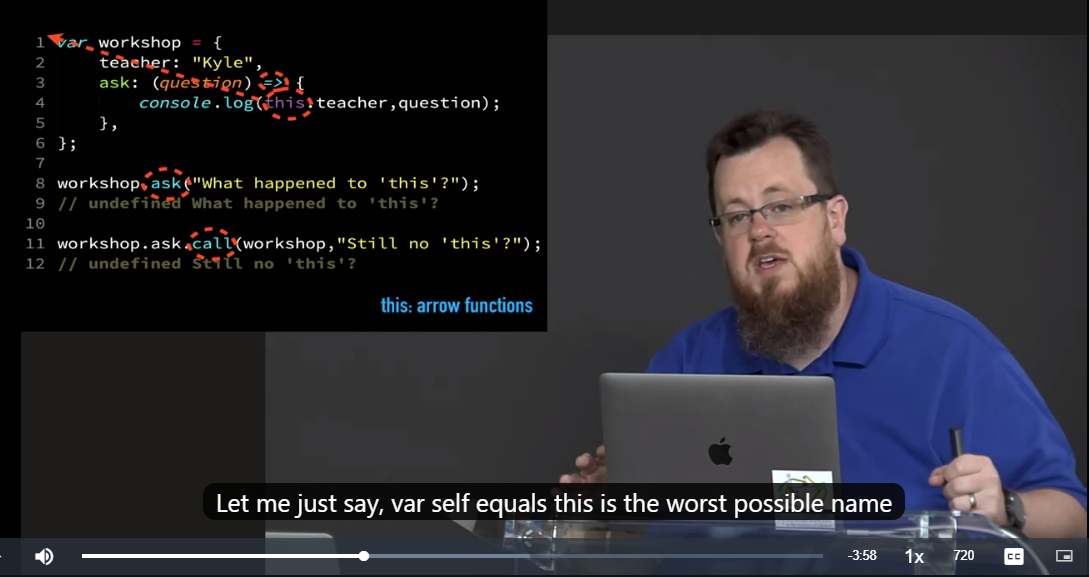 1 var workshop = {
2 teacher: "Kyle",
3 ask: (question) => {
4 console.log(this.teacher,question);
5 },
6 };
7
8 workshop.ask("What happened to 'this'?");
9 // undefined What happened to 'this'?
10
11 workshop.ask.call(workshop,"Still no 'this'?");
12 // undefined Still no 'this'?
this: arrow functions
Let me just say, var self equals this is the worst possible name
-3:58 1x 720 CC